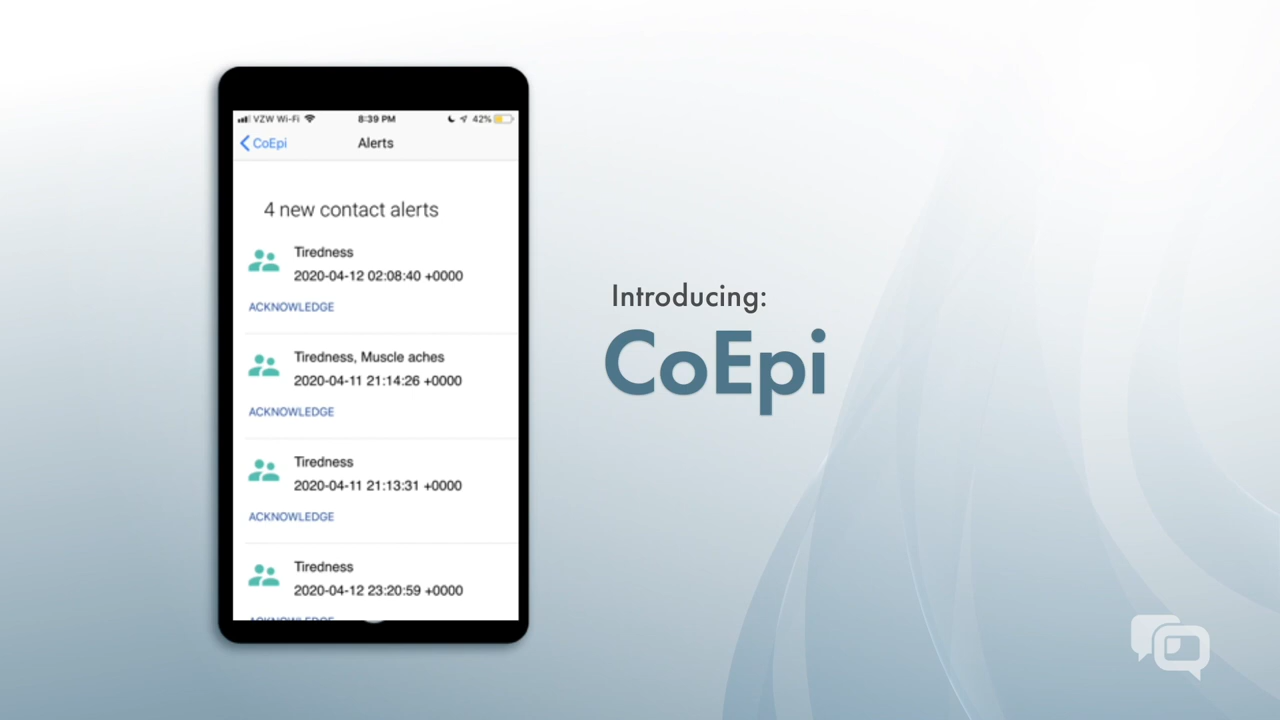 VZW Wi-Fi 8:39 PM 42%
CoEpi Alerts
4 new contact alerts
Tiredness
2020-04-12 02:08:40 +0000
ACKNOWLEDGE
Tiredness, Muscle aches
2020-04-11 21:14:26 +0000
ACKNOWLEDGE
Tiredness
2020-04-11 21:13:31 +0000
ACKNOWLEDGE
Tiredness
2020-04-12 23:20:59 +0000
ACKNOWLEDGE
Introducing:
CoEpi